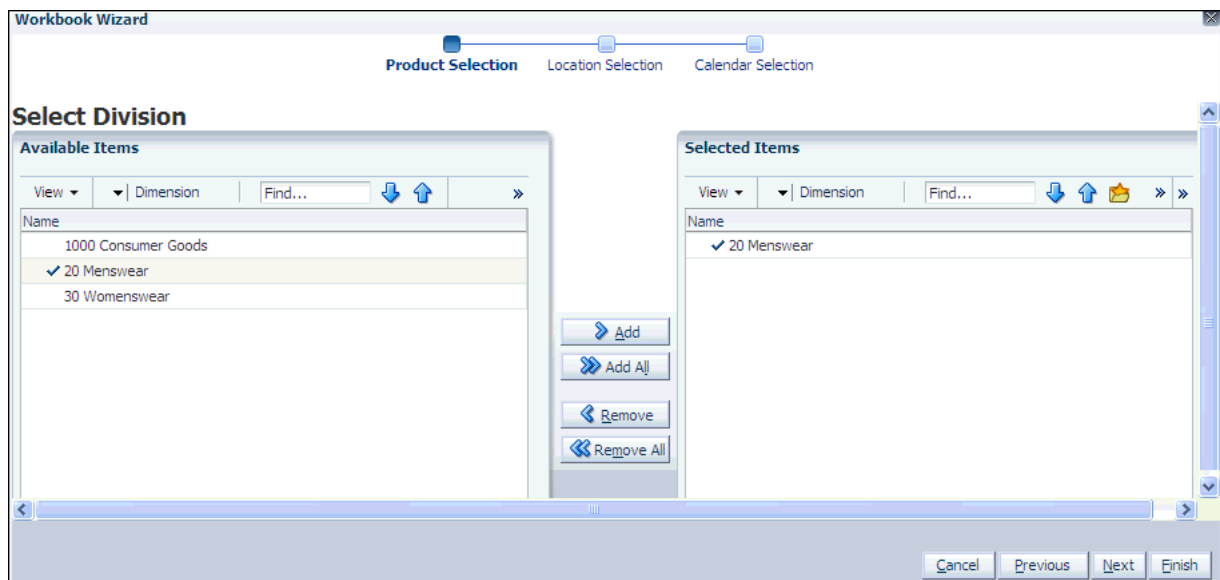 Workbook Wizard
Product Selection Location Selection Calendar Selection
Select Division
Available Items
View Dimension Find... »
Name
1000 Consumer Goods
20 Menswear
30 Womenswear
Add
Add All
Remove
Remove All
Selected Items
View Dimension Find... » »
Name
20 Menswear
Cancel Previous Next Finish